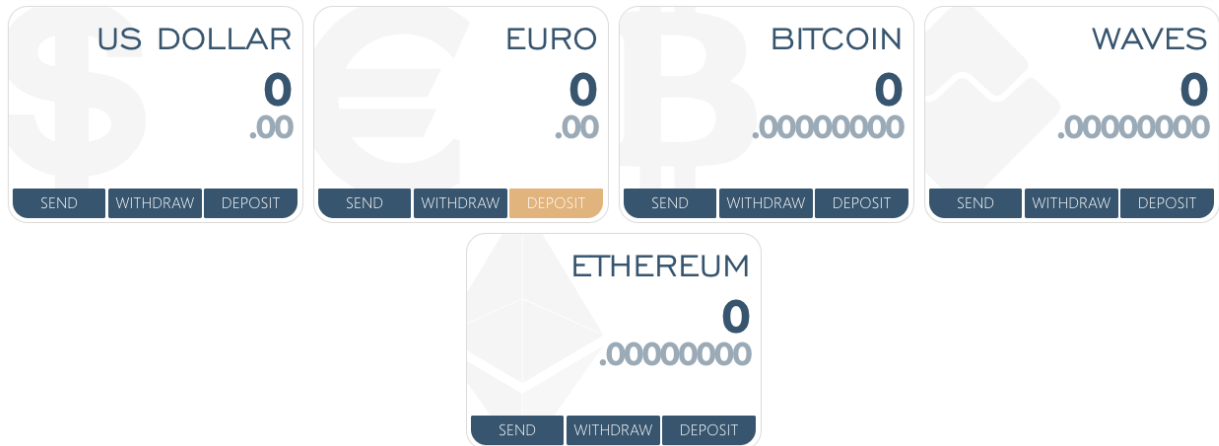 US DOLLAR
0
.00
SEND WITHDRAW DEPOSIT
EURO
0
.00
SEND WITHDRAW DEPOSIT
BITCOIN
0
.00000000
SEND WITHDRAW DEPOSIT
WAVES
0
.00000000
SEND WITHDRAW DEPOSIT
ETHEREUM
0
.00000000
SEND WITHDRAW DEPOSIT